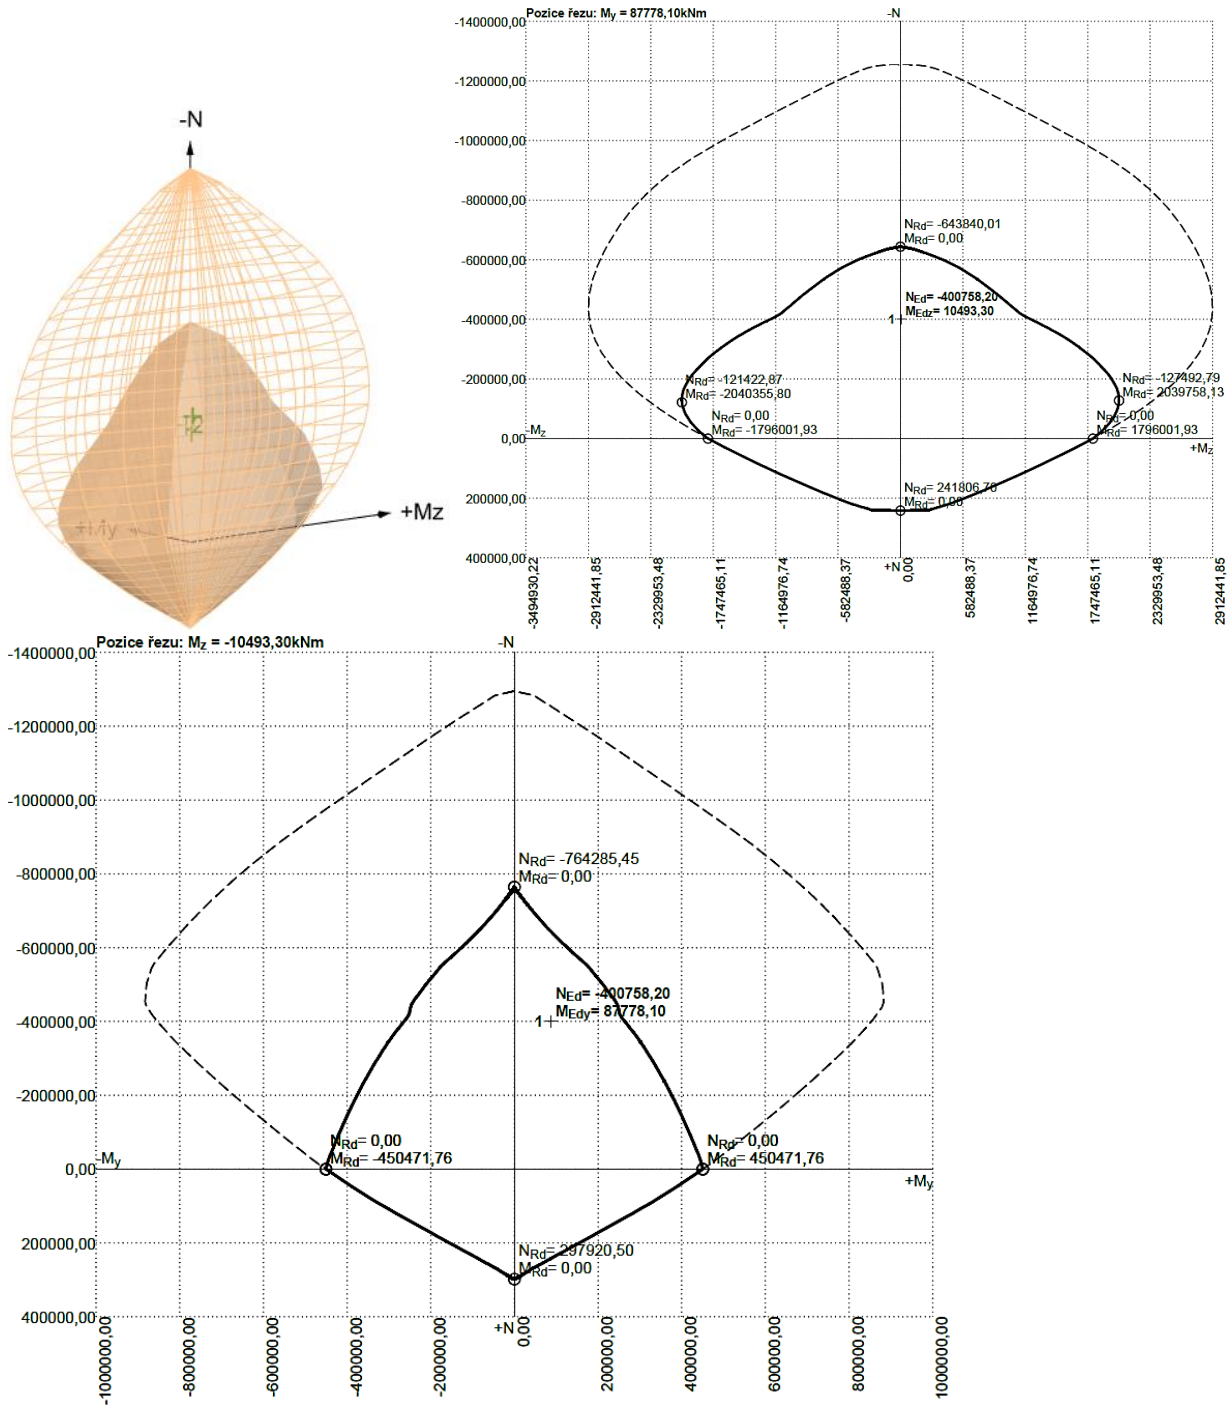 -N
+My
+Mz
Pozice řezu: My = 87778,10kNm
-N
-1400000,00
-1200000,00
-1000000,00
-800000,00
-600000,00
-400000,00
-200000,00
0,00
200000,00
400000,00
NRd= -643840,01
MRd= 0,00
NEd= -400758,20
MEdz= 10493,30
1
NRd= -121422,87
MRd= -2040355,80
NRd= -127492,79
MRd= 2039758,13
NRd= 0,00
MRd= -1796001,93
NRd= 0,00
MRd= 1796001,93
-Mz
+Mz
NRd= 241806,76
MRd= 0,00
+N
-3494930,22
-2912441,85
-2329953,48
-1747465,11
-1164976,74
-582488,37
0,00
582488,37
1164976,74
1747465,11
2329953,48
2912441,85
Pozice řezu: Mz = -10493,30kNm
-N
-1400000,00
-1200000,00
-1000000,00
-800000,00
-600000,00
-400000,00
-200000,00
0,00
200000,00
400000,00
NRd= -764285,45
MRd= 0,00
NEd= -400758,20
MEdy= 87778,10
1
NRd= 0,00
MRd= -450471,76
NRd= 0,00
MRd= 450471,76
-My
+My
NRd= 297920,50
MRd= 0,00
+N
-1000000,00
-800000,00
-600000,00
-400000,00
-200000,00
0,00
200000,00
400000,00
600000,00
800000,00
1000000,00